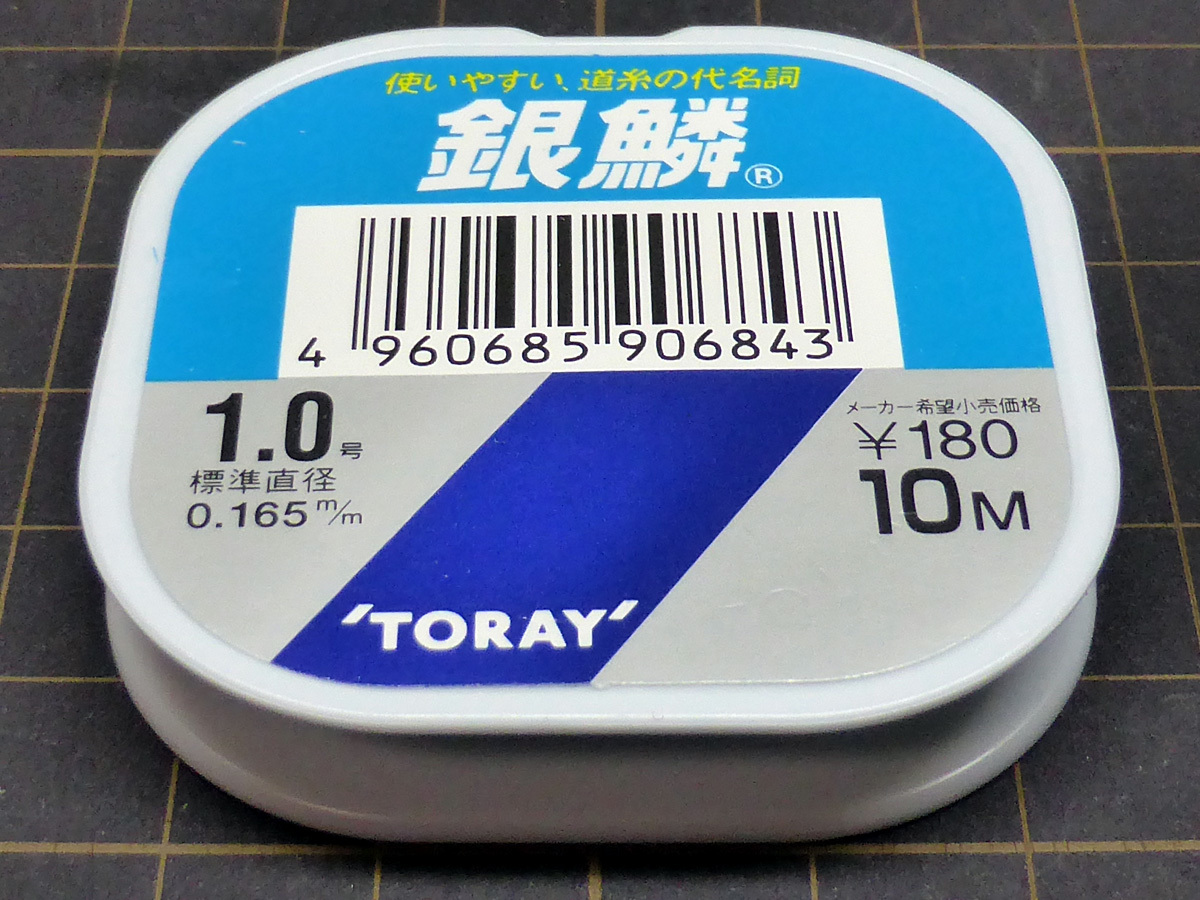 使いやすい、道糸の代名詞
銀鱗®
4 960685 906843
1.0号
標準直径
0.165m/m
メーカー希望小売価格
¥180
10M
'TORAY'